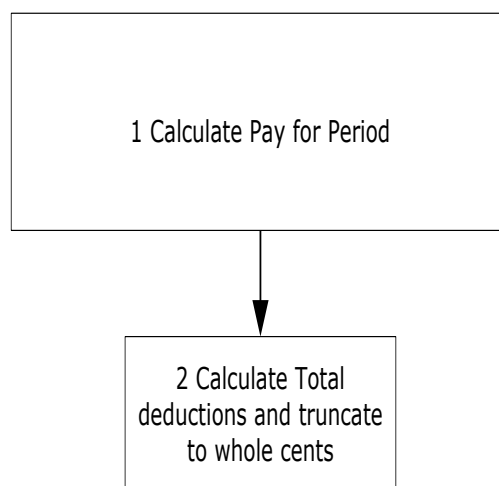 1 Calculate Pay for Period
2 Calculate Total
deductions and truncate
to whole cents